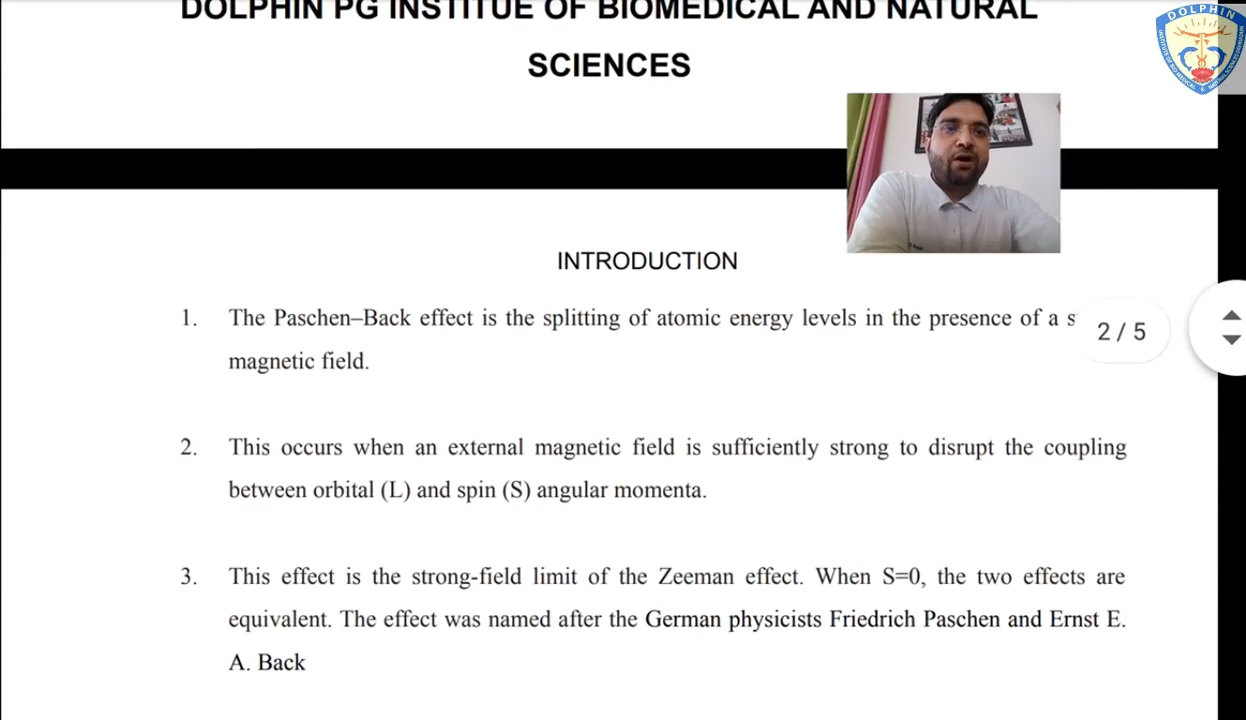 DOLPHIN PG INSTITUE OF BIOMEDICAL AND NATURAL
SCIENCES
DOLPHIN
INTRODUCTION
1. The Paschen–Back effect is the splitting of atomic energy levels in the presence of a s
magnetic field.
2 / 5
2. This occurs when an external magnetic field is sufficiently strong to disrupt the coupling
between orbital (L) and spin (S) angular momenta.
3. This effect is the strong-field limit of the Zeeman effect. When S=0, the two effects are
equivalent. The effect was named after the German physicists Friedrich Paschen and Ernst E.
A. Back